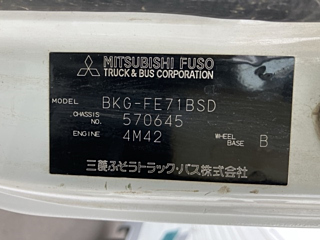 MITSUBISHI FUSO
TRUCK & BUS CORPORATION
MODEL BKG-FE71BSD
CHASSIS NO. 570645
ENGINE 4M42 WHEEL BASE B
三菱ふそうトラック・バス株式会社